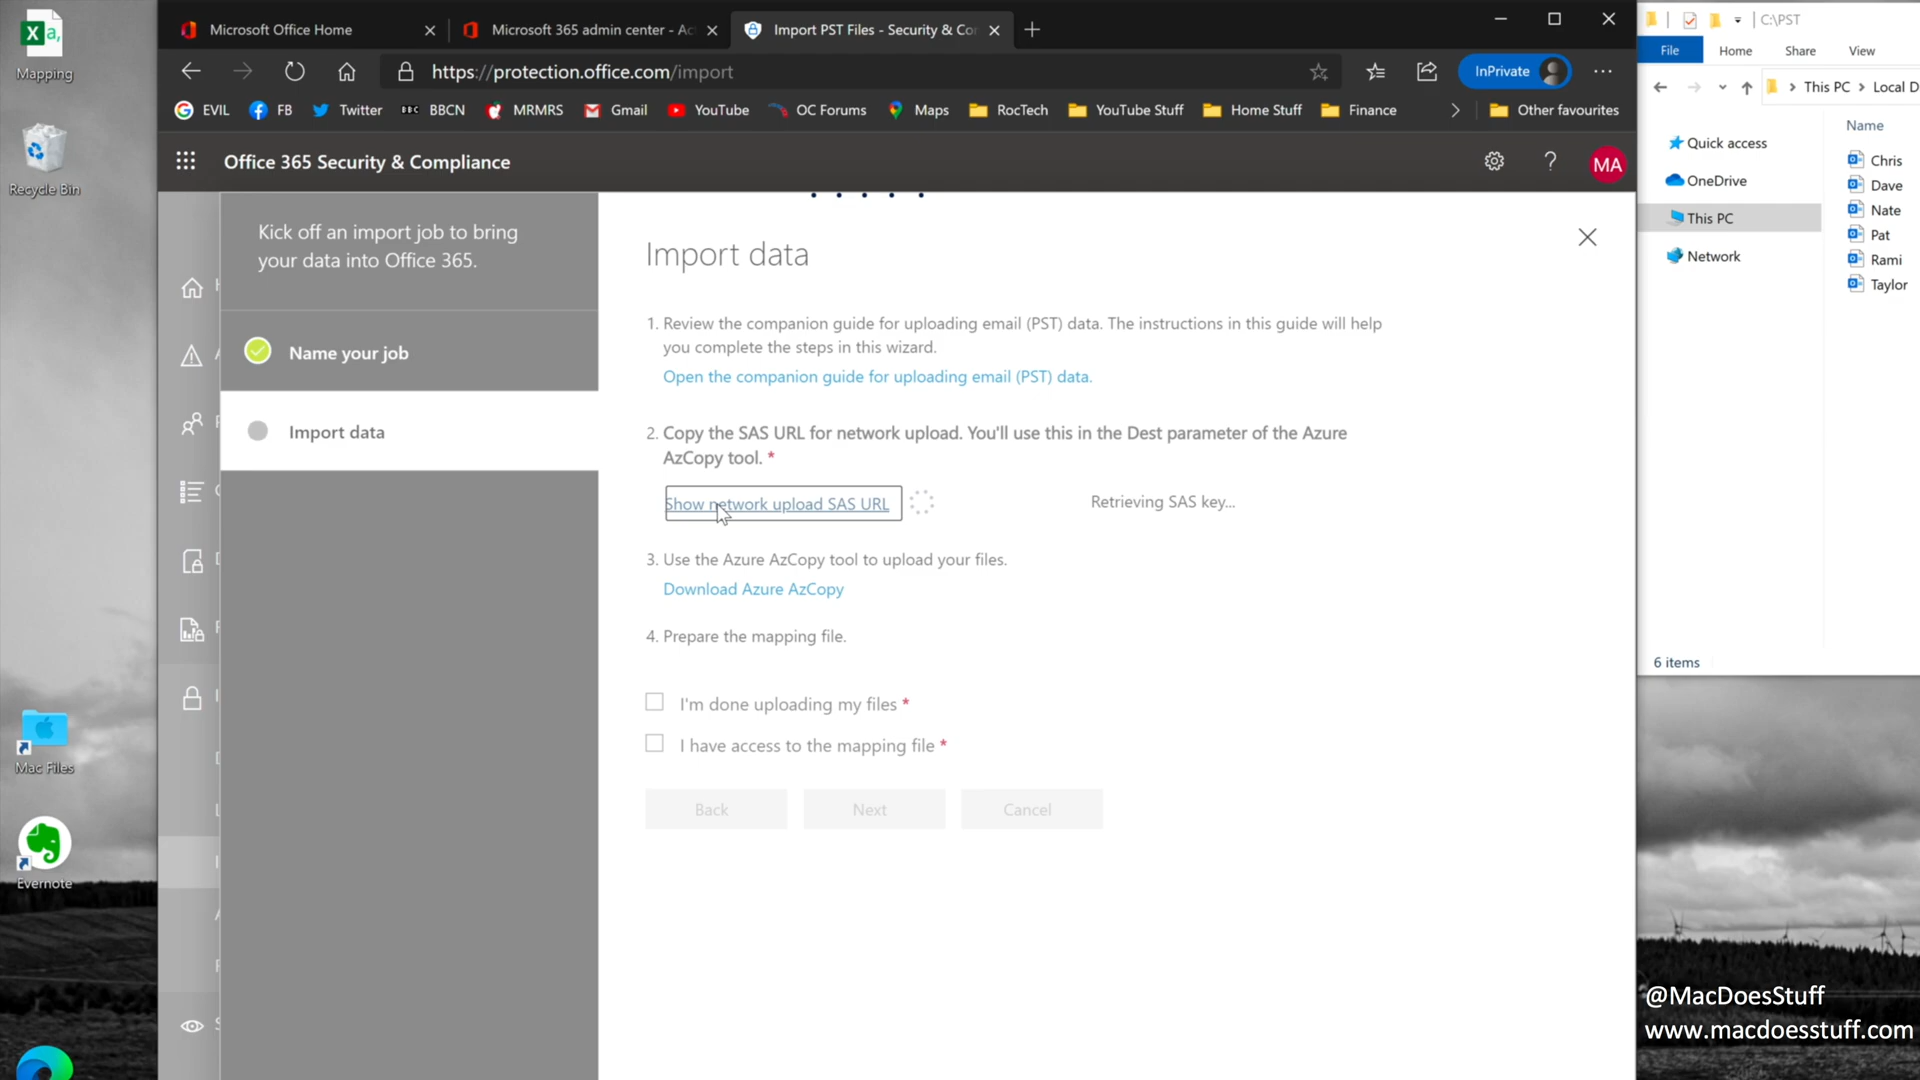 Mapping
Recycle Bin
Mac Files
Evernote
Microsoft Office Home
Microsoft 365 admin center - Ac
Import PST Files - Security & Cor
https://protection.office.com/import
InPrivate
EVIL
FB
Twitter
BBC
BBCN
MRMRS
Gmail
YouTube
OC Forums
Maps
RocTech
YouTube Stuff
Home Stuff
Finance
Other favourites
Office 365 Security & Compliance
MA
Kick off an import job to bring
your data into Office 365.
Name your job
Import data
Import data
1. Review the companion guide for uploading email (PST) data. The instructions in this guide will help
you complete the steps in this wizard.
Open the companion guide for uploading email (PST) data.
2. Copy the SAS URL for network upload. You'll use this in the Dest parameter of the Azure
AzCopy tool. *
Show network upload SAS URL
Retrieving SAS key...
3. Use the Azure AzCopy tool to upload your files.
Download Azure AzCopy
4. Prepare the mapping file.
I'm done uploading my files *
I have access to the mapping file *
Back
Next
Cancel
C:\PST
File
Home
Share
View
This PC
Local D
Quick access
OneDrive
This PC
Network
Name
Chris
Dave
Nate
Pat
Rami
Taylor
6 items
@MacDoesStuff
www.macdoesstuff.com